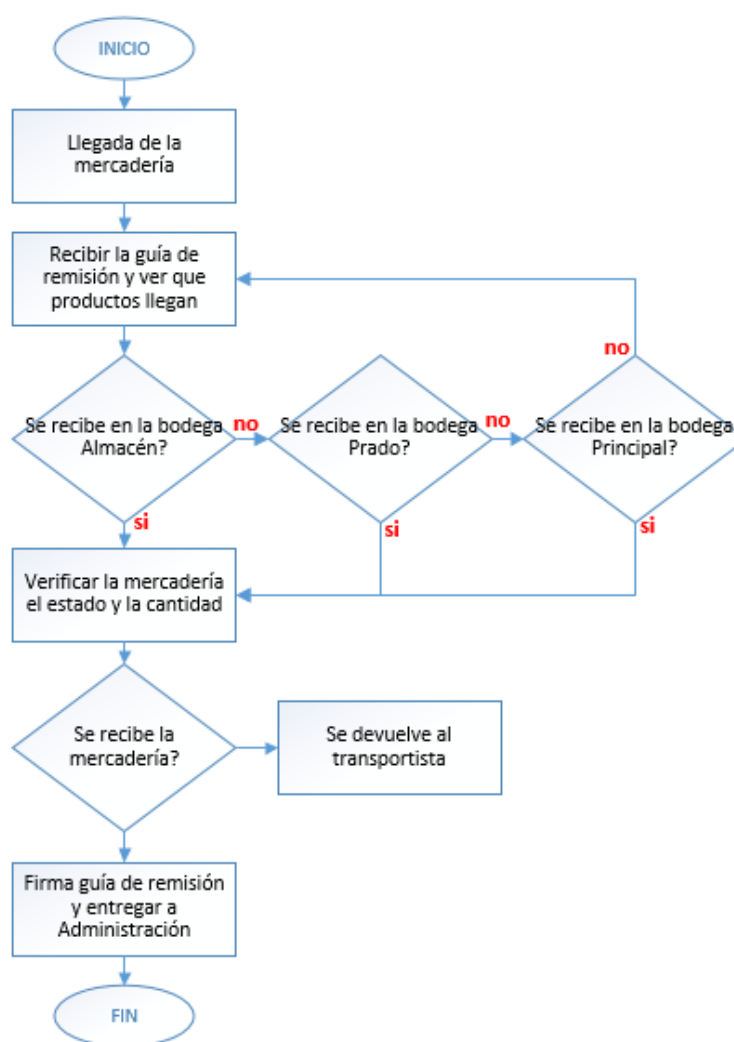 INICIO
Llegada de la
mercadería
Recibir la guía de
remisión y ver que
productos llegan
no
Se recibe en la bodega
Almacén?
no
Se recibe en la bodega
Prado?
no
Se recibe en la bodega
Principal?
si
si
si
Verificar la mercadería
el estado y la cantidad
Se recibe la
mercadería?
Se devuelve al
transportista
Firma guía de remisión
y entregar a
Administración
FIN